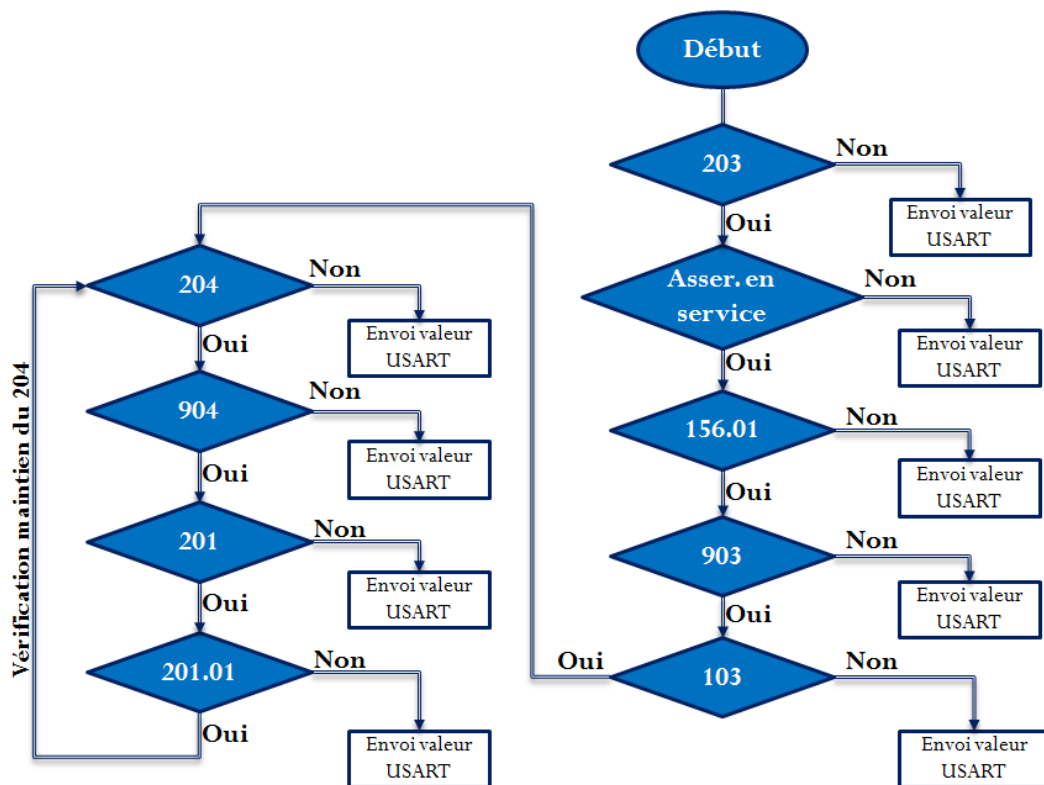 Début
203
Non
Envoi valeur
USART
Oui
Asser. en
service
Non
Envoi valeur
USART
Oui
156.01
Non
Envoi valeur
USART
Oui
903
Non
Envoi valeur
USART
Oui
103
Non
Envoi valeur
USART
Oui
204
Non
Envoi valeur
USART
Oui
904
Non
Envoi valeur
USART
Oui
201
Non
Envoi valeur
USART
Oui
201.01
Non
Envoi valeur
USART
Oui
Vérification maintien du 204